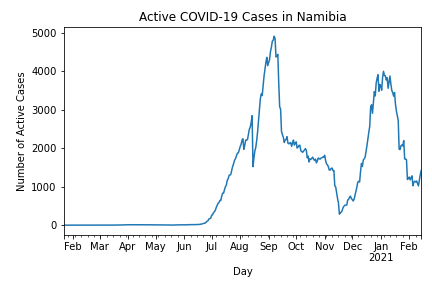 Active COVID-19 Cases in Namibia
Number of Active Cases
5000
4000
3000
2000
1000
0
Feb Mar Apr May Jun Jul Aug Sep Oct Nov Dec Jan Feb
2021
Day